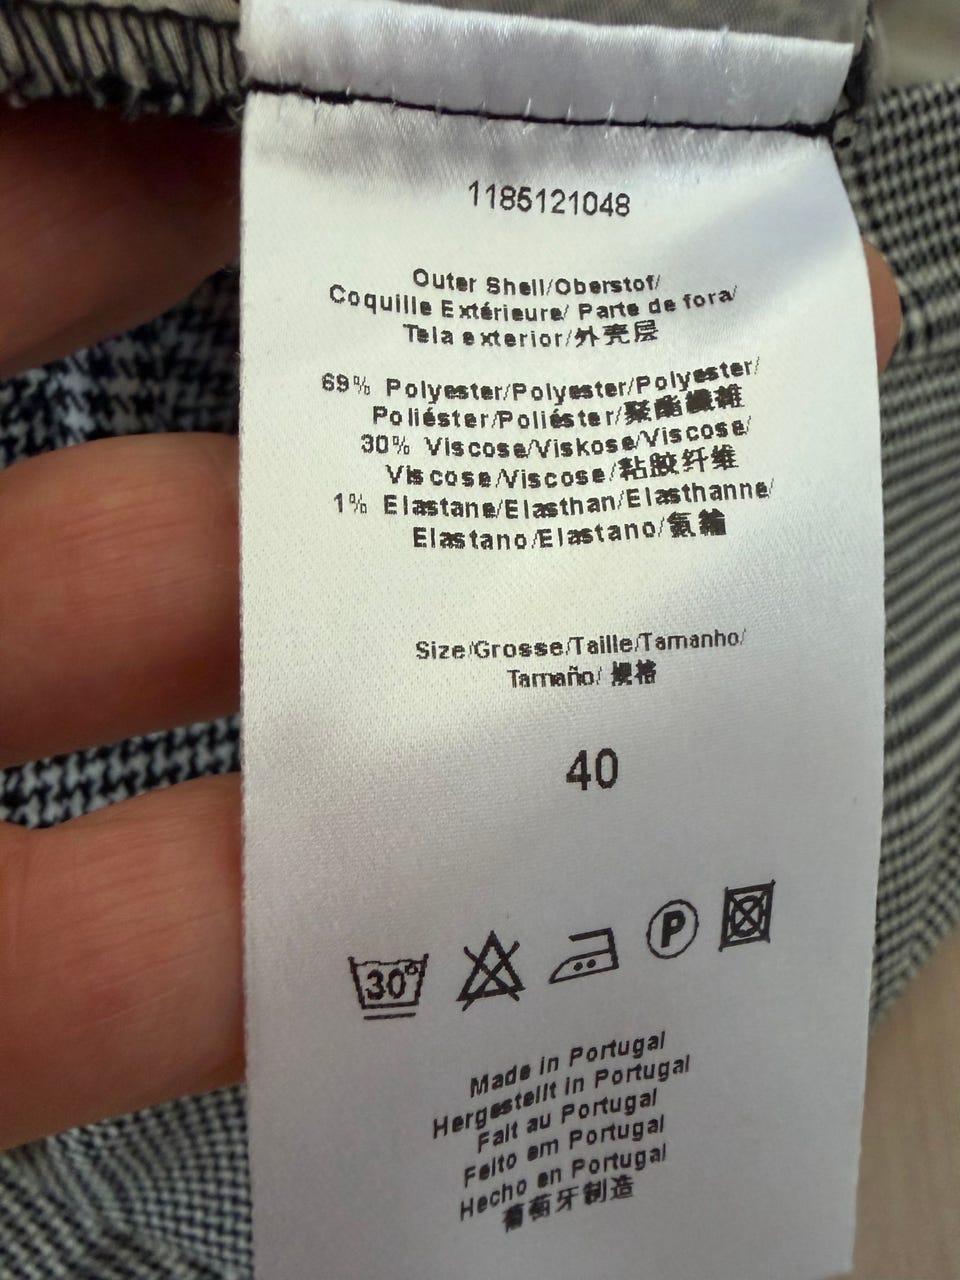 1185121048
Outer Shell/Oberstof/
Coquille Extérieure/ Parte de fora/
Tela exterior/外壳层
69% Polyester/Polyester/Polyester/
Poliéster/Poliéster/聚酯纖維
30% Viscose/Viskose/Viscose/
Viscose/Viscose/粘胶纤维
1% Elastane/Elasthan/Elasthanne/
Elastano/Elastano/氨綸
Size/Grosse/Taille/Tamanho/
Tamaño/ 规格
40
30° P
Made in Portugal
Hergestellt in Portugal
Fait au Portugal
Feito em Portugal
Hecho en Portugal
葡萄牙制造